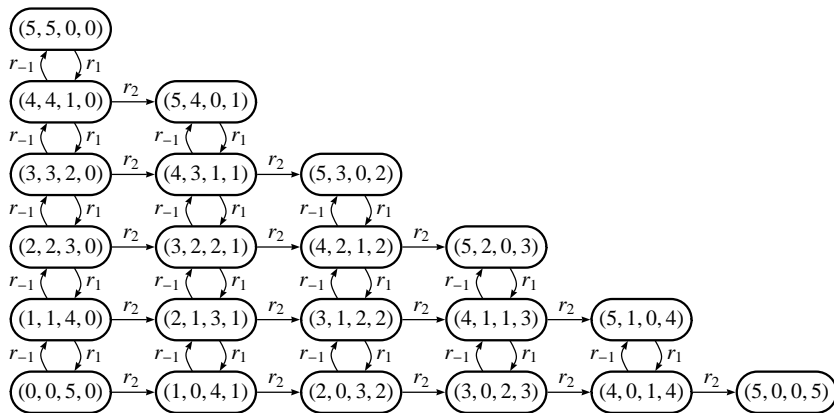 (5, 5, 0, 0)
r₋₁ r₁
(4, 4, 1, 0) r₂ (5, 4, 0, 1)
r₋₁ r₁ r₋₁ r₁
(3, 3, 2, 0) r₂ (4, 3, 1, 1) r₂ (5, 3, 0, 2)
r₋₁ r₁ r₋₁ r₁ r₋₁ r₁
(2, 2, 3, 0) r₂ (3, 2, 2, 1) r₂ (4, 2, 1, 2) r₂ (5, 2, 0, 3)
r₋₁ r₁ r₋₁ r₁ r₋₁ r₁ r₋₁ r₁
(1, 1, 4, 0) r₂ (2, 1, 3, 1) r₂ (3, 1, 2, 2) r₂ (4, 1, 1, 3) r₂ (5, 1, 0, 4)
r₋₁ r₁ r₋₁ r₁ r₋₁ r₁ r₋₁ r₁ r₋₁ r₁
(0, 0, 5, 0) r₂ (1, 0, 4, 1) r₂ (2, 0, 3, 2) r₂ (3, 0, 2, 3) r₂ (4, 0, 1, 4) r₂ (5, 0, 0, 5)